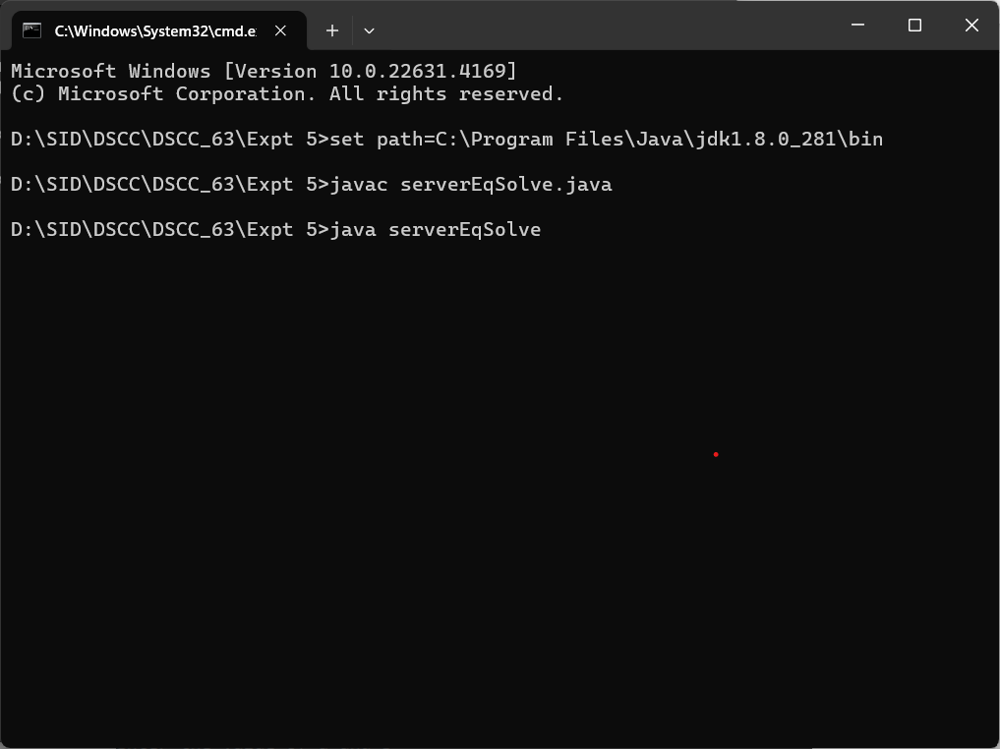 C:\Windows\System32\cmd.e
Microsoft Windows [Version 10.0.22631.4169]
(c) Microsoft Corporation. All rights reserved.
D:\SID\DSCC\DSCC_63\Expt 5>set path=C:\Program Files\Java\jdk1.8.0_281\bin
D:\SID\DSCC\DSCC_63\Expt 5>javac serverEqSolve.java
D:\SID\DSCC\DSCC_63\Expt 5>java serverEqSolve